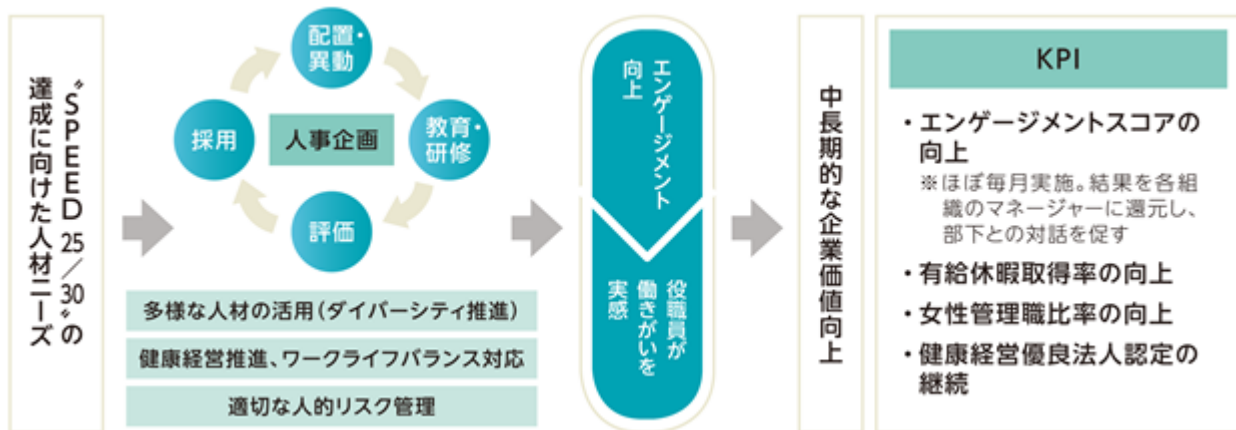 〝SPEED 25／30〟の
達成に向けた人材ニーズ
配置・
異動
採用
人事企画
教育・
研修
評価
多様な人材の活用（ダイバーシティ推進）
健康経営推進、ワークライフバランス対応
適切な人的リスク管理
エンゲージメント
向上
役職員が
働きがいを
実感
中長期的な企業価値向上
KPI
・エンゲージメントスコアの
向上
※ほぼ毎月実施。結果を各組
織のマネージャーに還元し、
部下との対話を促す
・有給休暇取得率の向上
・女性管理職比率の向上
・健康経営優良法人認定の
継続